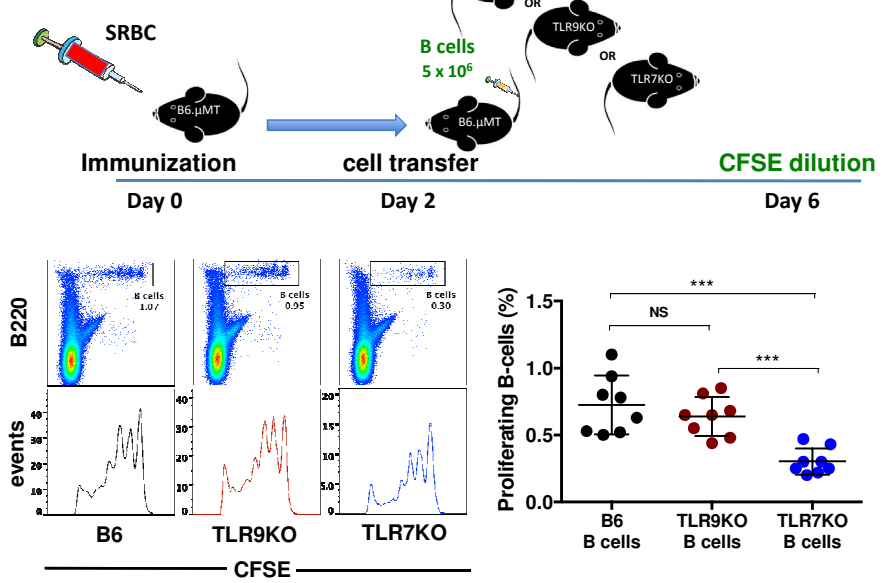 OR
SRBC
TLR9KO
B cells
5 x 10⁶
OR
TLR7KO
B6.µMT
B6.µMT
Immunization
cell transfer
CFSE dilution
Day 0
Day 2
Day 6
B220
B cells
1.07
B cells
0.95
B cells
0.30
events
40
30
20
10
0
40
30
20
10
0
20
15
10
5.0
0
B6
TLR9KO
TLR7KO
CFSE
Proliferating B-cells (%)
1.5
1.0
0.5
0.0
***
NS
***
B6
B cells
TLR9KO
B cells
TLR7KO
B cells